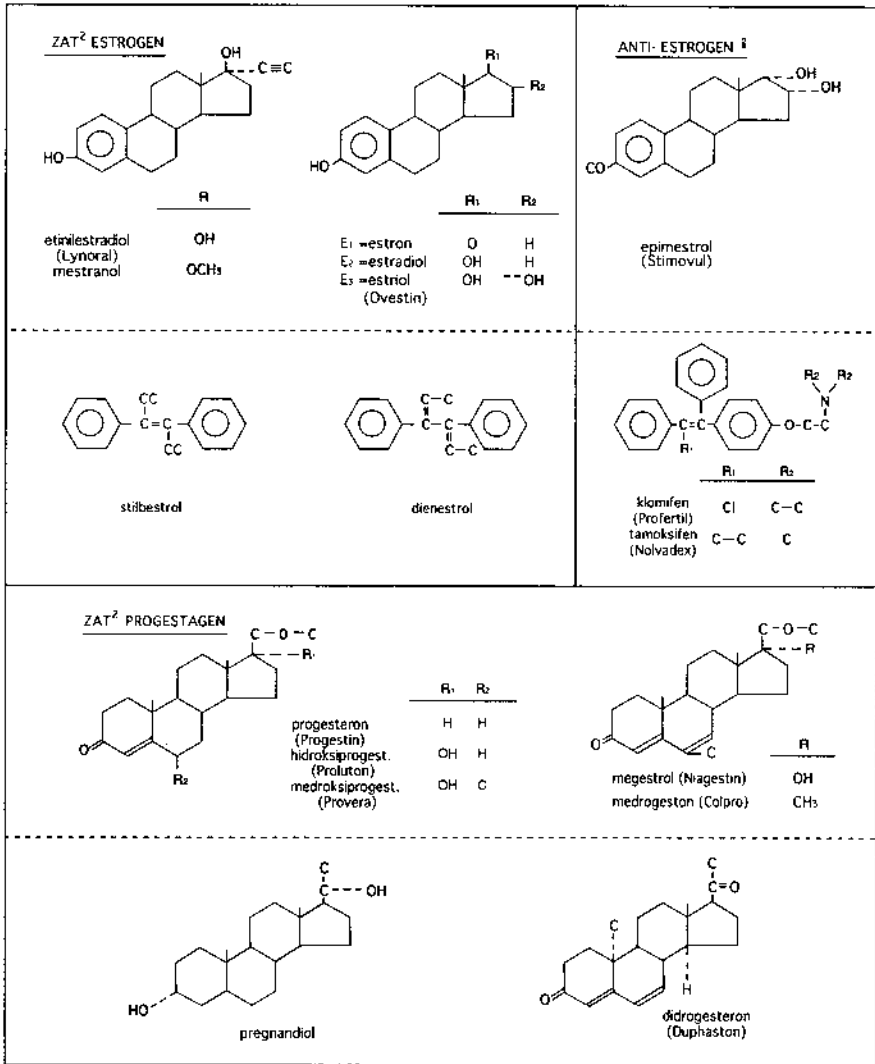 ZAT² ESTROGEN
OH
C≡C
HO
R
etinilestradiol OH
(Lynoral)
mestranol OCH₃
R₁
R₂
HO
R₁ R₂
E₁ =estron O H
E₂ =estradiol OH H
E₃ =estriol OH --OH
(Ovestin)
ANTI- ESTROGEN ²
OH
OH
CO
epimestrol
(Stimovul)
CC
C=C
CC
stilbestrol
C-C
C-C
C-C
dienestrol
R₂ R₂
N
C=C
O-C-C
R₁
R₁ R₂
klomifen Cl C-C
(Profertil)
tamoksifen C-C C
(Nolvadex)
ZAT² PROGESTAGEN
C-O-C
R₁
O
R₂
R₁ R₂
progesteron H H
(Progestin)
hidroksiprogest. OH H
(Proluton)
medroksiprogest. OH C
(Provera)
C-O-C
R
O
C
R
megestrol (Niagestin) OH
medrogeston (Colpro) CH₃
C
C----OH
HO
pregnandiol
C
C=O
C
O
H
didrogesteron
(Duphaston)